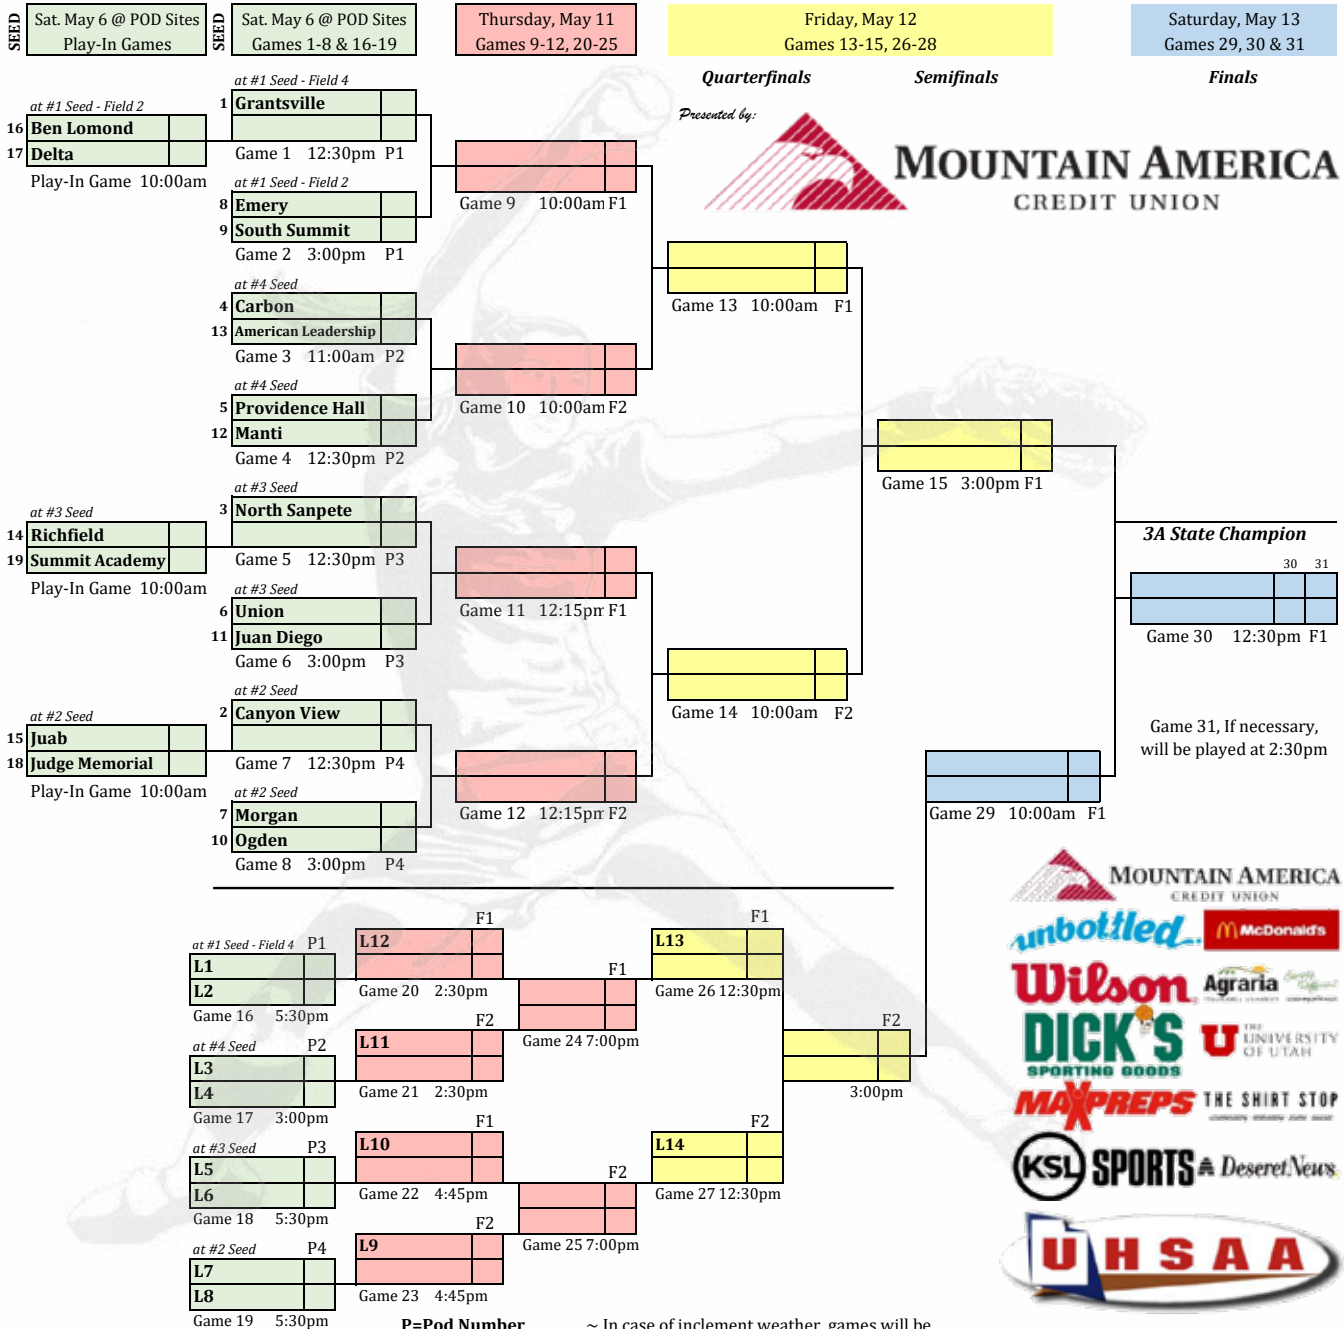 SEED
Sat. May 6 @ POD Sites
Play-In Games
SEED
Sat. May 6 @ POD Sites
Games 1-8 & 16-19
Thursday, May 11
Games 9-12, 20-25
Friday, May 12
Games 13-15, 26-28
Saturday, May 13
Games 29, 30 & 31
Quarterfinals
Semifinals
Finals
Presented by:
MOUNTAIN AMERICA
CREDIT UNION
at #1 Seed - Field 2
16 Ben Lomond
17 Delta
Play-In Game 10:00am
at #3 Seed
14 Richfield
19 Summit Academy
Play-In Game 10:00am
at #2 Seed
15 Juab
18 Judge Memorial
Play-In Game 10:00am
at #1 Seed - Field 4
1 Grantsville
Game 1 12:30pm P1
at #1 Seed - Field 2
8 Emery
9 South Summit
Game 2 3:00pm P1
at #4 Seed
4 Carbon
13 American Leadership
Game 3 11:00am P2
at #4 Seed
5 Providence Hall
12 Manti
Game 4 12:30pm P2
at #3 Seed
3 North Sanpete
Game 5 12:30pm P3
at #3 Seed
6 Union
11 Juan Diego
Game 6 3:00pm P3
at #2 Seed
2 Canyon View
Game 7 12:30pm P4
at #2 Seed
7 Morgan
10 Ogden
Game 8 3:00pm P4
Game 9 10:00am F1
Game 10 10:00am F2
Game 11 12:15pm F1
Game 12 12:15pm F2
Game 13 10:00am F1
Game 14 10:00am F2
Game 15 3:00pm F1
3A State Champion
30 31
Game 30 12:30pm F1
Game 31, If necessary,
will be played at 2:30pm
Game 29 10:00am F1
at #1 Seed - Field 4 P1
L1
L2
Game 16 5:30pm
at #4 Seed P2
L3
L4
Game 17 3:00pm
at #3 Seed P3
L5
L6
Game 18 5:30pm
at #2 Seed P4
L7
L8
Game 19 5:30pm
F1
L12
Game 20 2:30pm
F2
L11
Game 21 2:30pm
F1
L10
Game 22 4:45pm
F2
L9
Game 23 4:45pm
F1
Game 24 7:00pm
F2
Game 25 7:00pm
F1
L13
Game 26 12:30pm
F2
L14
Game 27 12:30pm
F2
3:00pm
MOUNTAIN AMERICA
CREDIT UNION
unbottled
McDonald's
Wilson
Agraria
DICK'S
SPORTING GOODS
U THE UNIVERSITY OF UTAH
MAXPREPS
THE SHIRT STOP
KSL SPORTS
Deseret News
UHSAA
P=Pod Number
~ In case of inclement weather, games will be